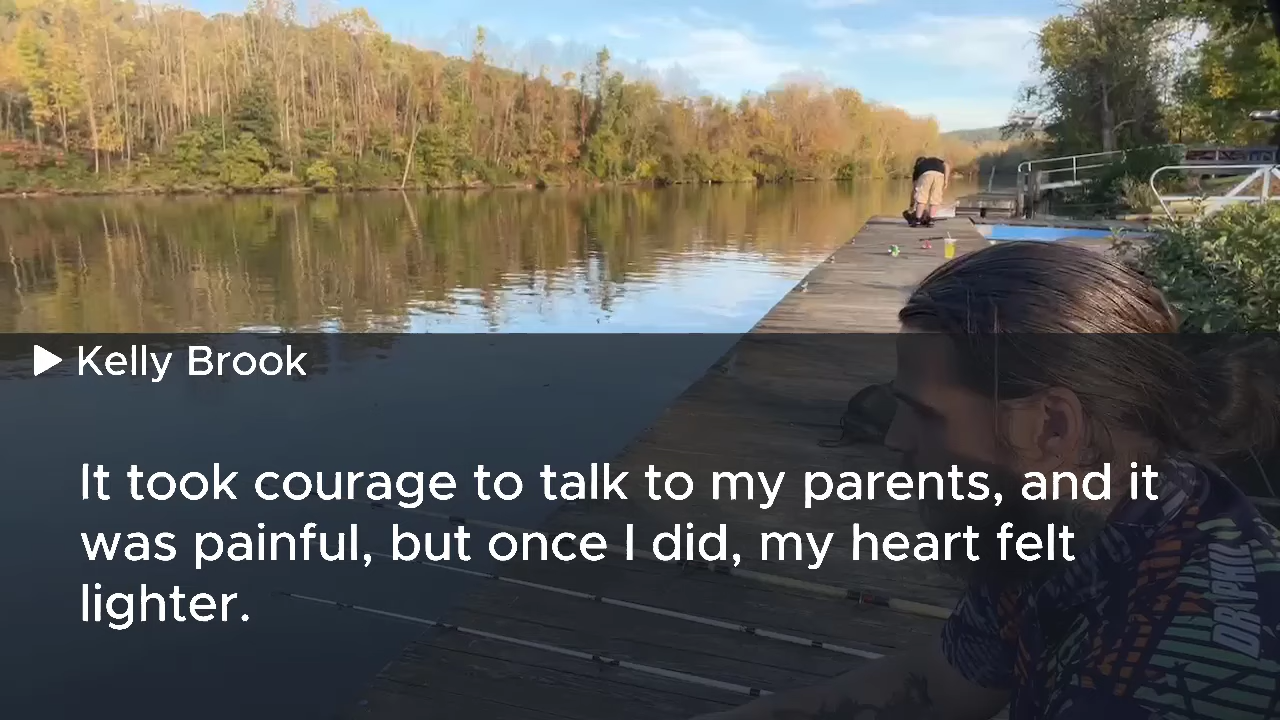 Kelly Brook
It took courage to talk to my parents, and it
was painful, but once I did, my heart felt
lighter.